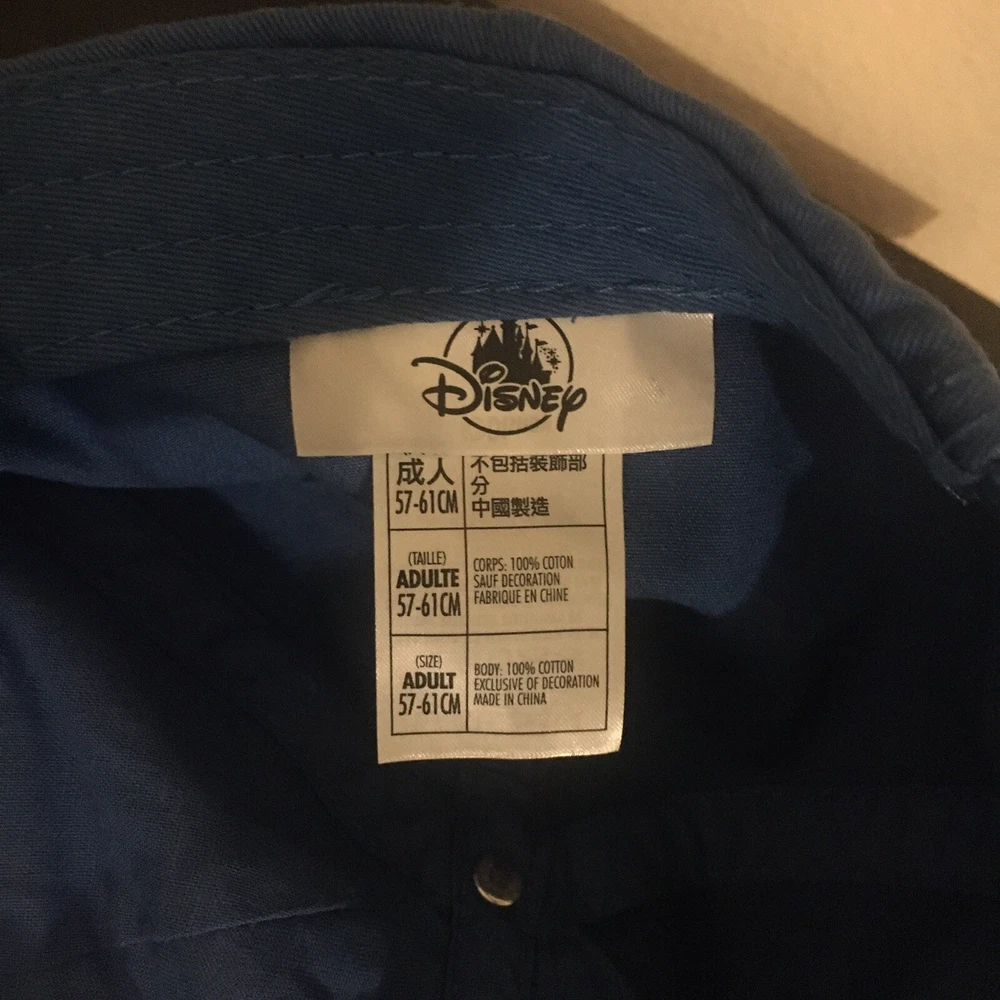 Disney
成人
57-61CM
不包括裝飾部
分
中國製造
(TAILLE)
ADULTE
57-61CM
CORPS: 100% COTON
SAUF DECORATION
FABRIQUE EN CHINE
(SIZE)
ADULT
57-61CM
BODY: 100% COTTON
EXCLUSIVE OF DECORATION
MADE IN CHINA